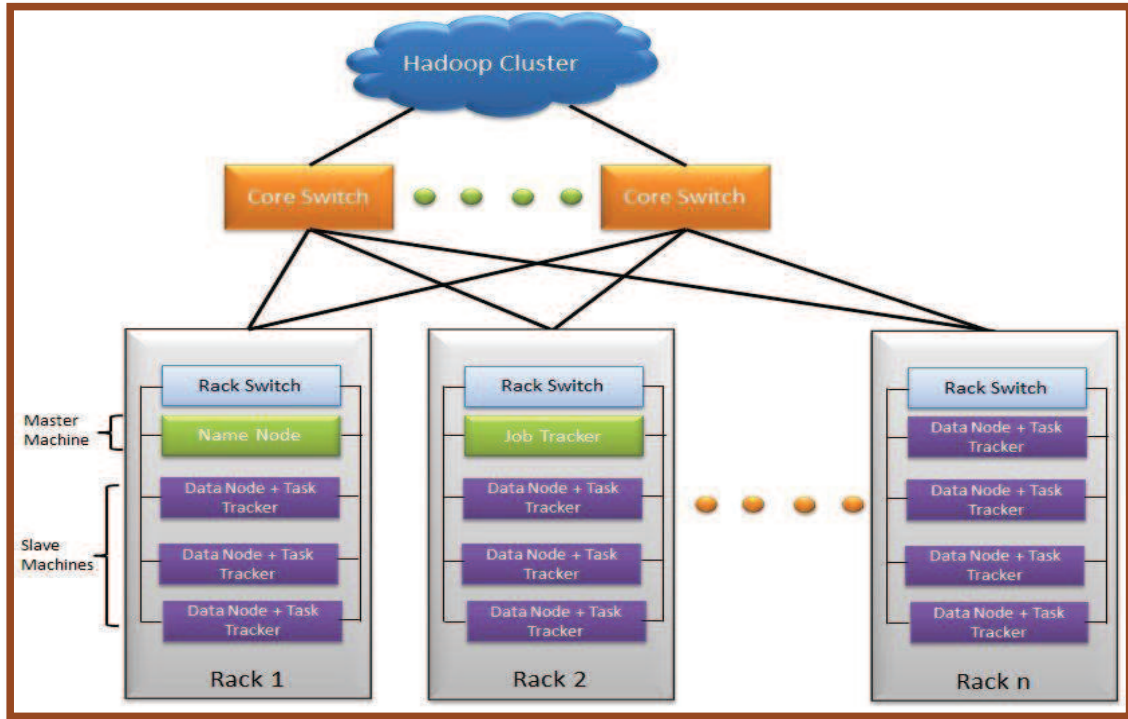 Hadoop Cluster
Core Switch
Core Switch
Master
Machine
Slave
Machines
Rack Switch
Name Node
Data Node + Task
Tracker
Data Node + Task
Tracker
Data Node + Task
Tracker
Rack 1
Rack Switch
Job Tracker
Data Node + Task
Tracker
Data Node + Task
Tracker
Data Node + Task
Tracker
Rack 2
Rack Switch
Data Node + Task
Tracker
Data Node + Task
Tracker
Data Node + Task
Tracker
Data Node + Task
Tracker
Rack n